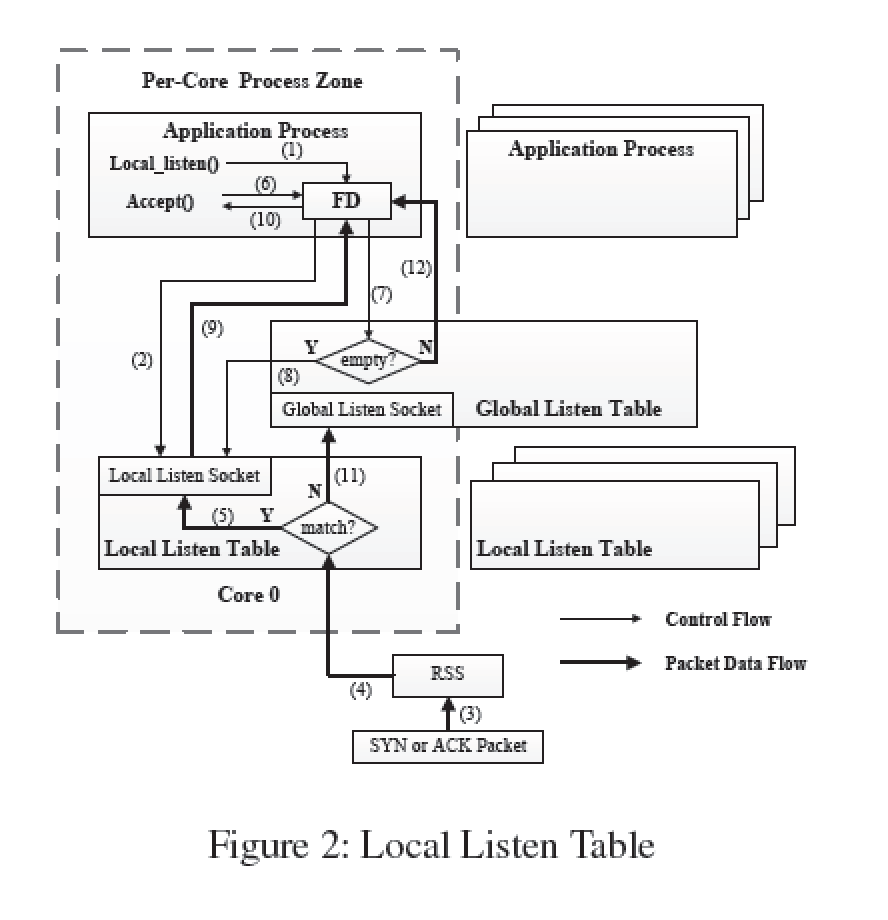 Per-Core Process Zone
Application Process
(1)
Local_listen()
(6)
Accept()
FD
(10)
Application Process
(12)
(7)
(9)
(2)
Y
empty?
N
(8)
Global Listen Socket
Global Listen Table
Local Listen Socket
(11)
N
(5)
Y
match?
Local Listen Table
Local Listen Table
Core 0
Control Flow
Packet Data Flow
RSS
(4)
(3)
SYN or ACK Packet
Figure 2: Local Listen Table